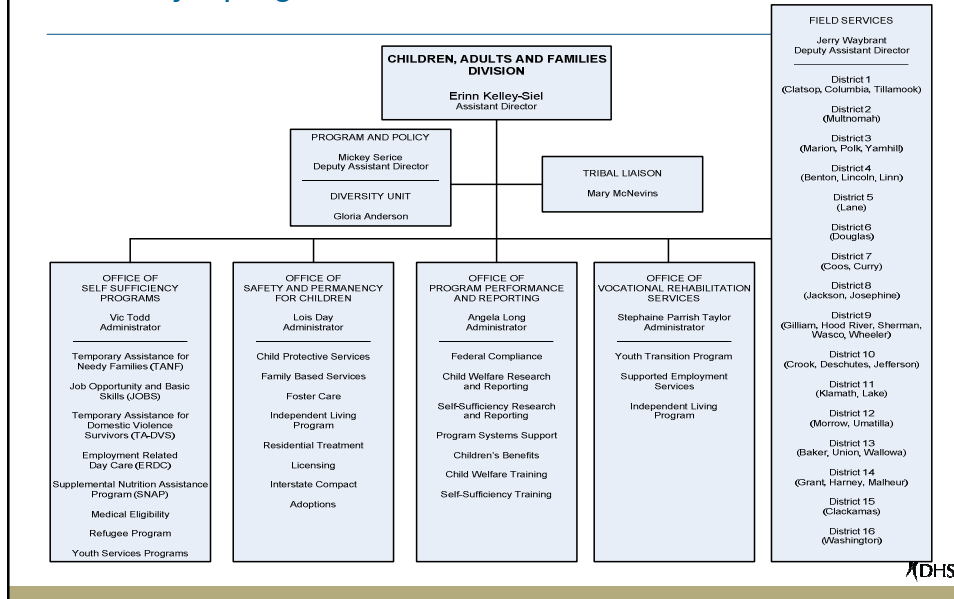 CHILDREN, ADULTS AND FAMILIES
DIVISION
Erinn Kelley-Siel
Assistant Director
PROGRAM AND POLICY
Mickey Serice
Deputy Assistant Director
DIVERSITY UNIT
Gloria Anderson
TRIBAL LIAISON
Mary McNevins
OFFICE OF
SELF SUFFICIENCY
PROGRAMS
Vic Todd
Administrator
Temporary Assistance for
Needy Families (TANF)
Job Opportunity and Basic
Skills (JOBS)
Temporary Assistance for
Domestic Violence
Survivors (TA-DVS)
Employment Related
Day Care (ERDC)
Supplemental Nutrition Assistance
Program (SNAP)
Medical Eligibility
Refugee Program
Youth Services Programs
OFFICE OF
SAFETY AND PERMANENCY
FOR CHILDREN
Lois Day
Administrator
Child Protective Services
Family Based Services
Foster Care
Independent Living
Program
Residential Treatment
Licensing
Interstate Compact
Adoptions
OFFICE OF
PROGRAM PERFORMANCE
AND REPORTING
Angela Long
Administrator
Federal Compliance
Child Welfare Research
and Reporting
Self-Sufficiency Research
and Reporting
Program Systems Support
Children's Benefits
Child Welfare Training
Self-Sufficiency Training
OFFICE OF
VOCATIONAL REHABILITATION
SERVICES
Stephaine Parrish Taylor
Administrator
Youth Transition Program
Supported Employment
Services
Independent Living
Program
FIELD SERVICES
Jerry Waybrant
Deputy Assistant Director
District 1
(Clatsop, Columbia, Tillamook)
District 2
(Multnomah)
District 3
(Marion, Polk, Yamhill)
District 4
(Benton, Lincoln, Linn)
District 5
(Lane)
District 6
(Douglas)
District 7
(Coos, Curry)
District 8
(Jackson, Josephine)
District 9
(Gilliam, Hood River, Sherman,
Wasco, Wheeler)
District 10
(Crook, Deschutes, Jefferson)
District 11
(Klamath, Lake)
District 12
(Morrow, Umatilla)
District 13
(Baker, Union, Wallowa)
District 14
(Grant, Harney, Malheur)
District 15
(Clackamas)
District 16
(Washington)
DHS